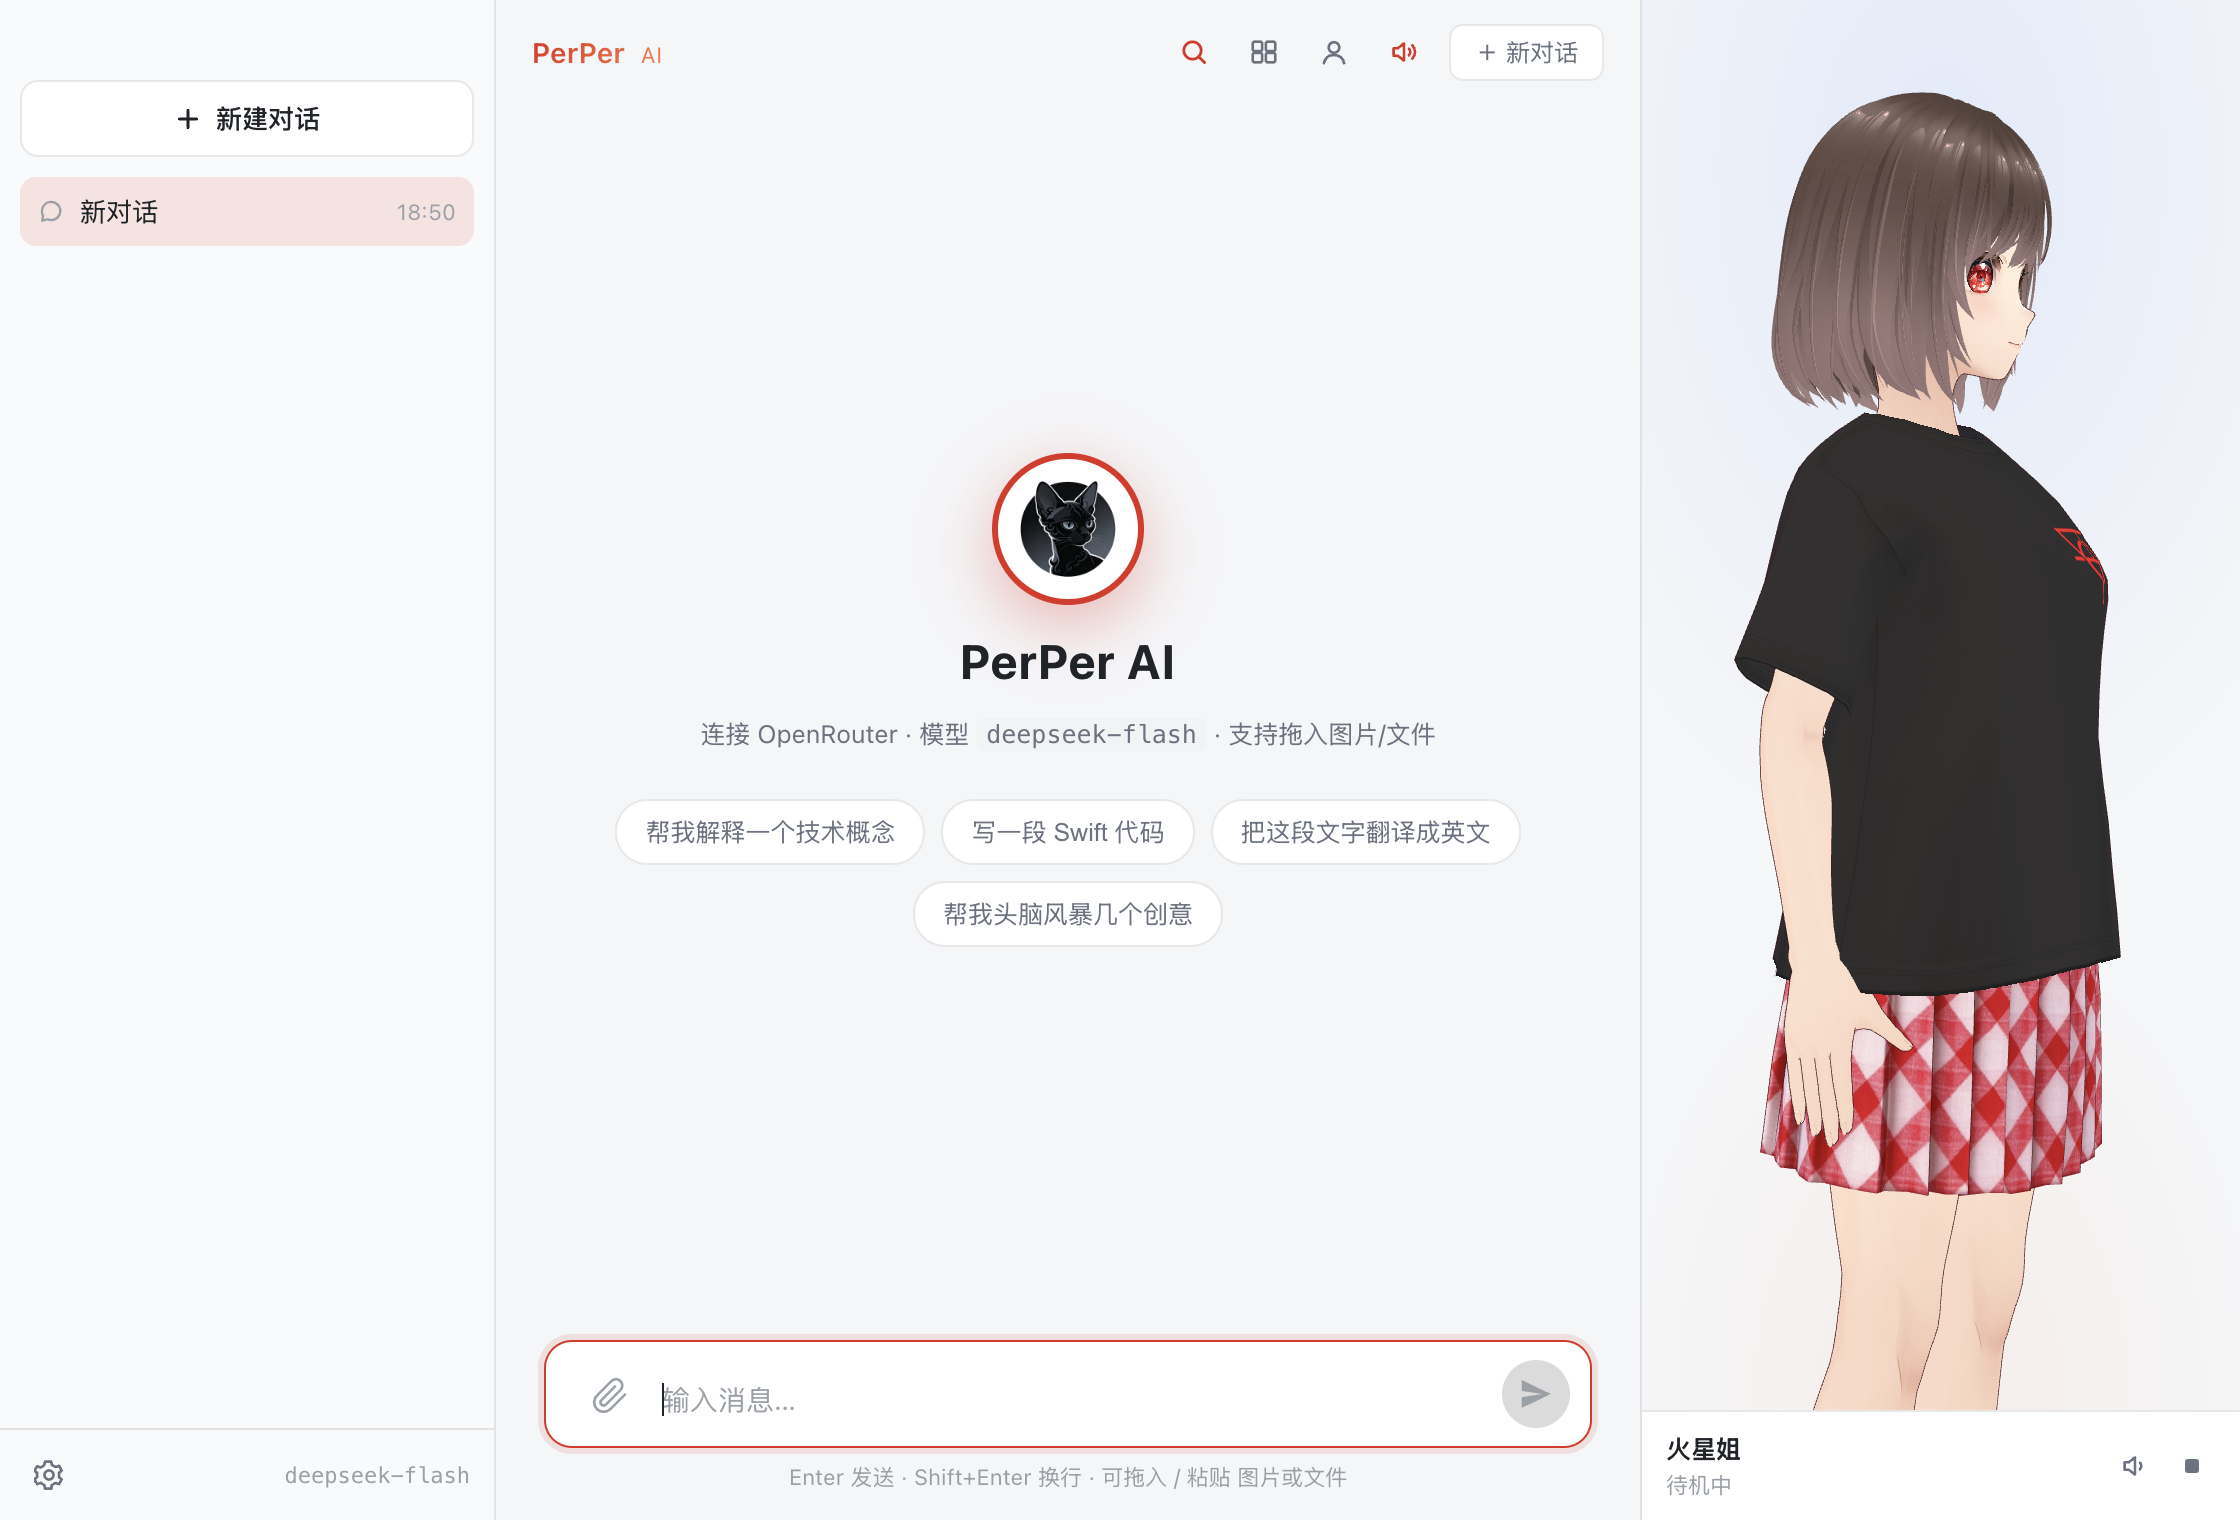 新建对话
新对话 18:50
deepseek-flash
PerPer AI
新对话
PerPer AI
连接 OpenRouter · 模型 deepseek-flash · 支持拖入图片/文件
帮我解释一个技术概念
写一段 Swift 代码
把这段文字翻译成英文
帮我头脑风暴几个创意
输入消息...
Enter 发送 · Shift+Enter 换行 · 可拖入 / 粘贴 图片或文件
火星姐
待机中